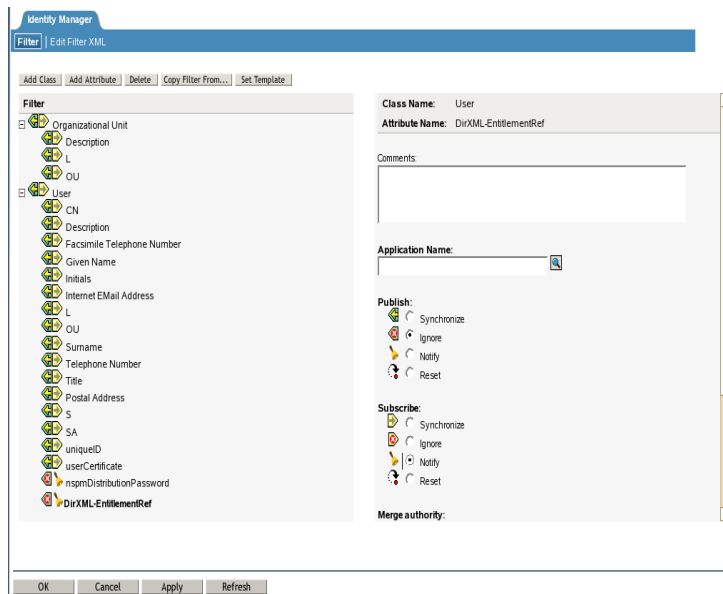 Identity Manager
Filter | Edit Filter XML
Add Class Add Attribute Delete Copy Filter From... Set Template
Filter
Organizational Unit
Description
L
OU
User
CN
Description
Facsimile Telephone Number
Given Name
Initials
Internet EMail Address
L
OU
Surname
Telephone Number
Title
Postal Address
S
SA
uniqueID
userCertificate
nspmDistributionPassword
DirXML-EntitlementRef
Class Name: User
Attribute Name: DirXML-EntitlementRef
Comments:
Application Name:
Publish:
Synchronize
Ignore
Notify
Reset
Subscribe:
Synchronize
Ignore
Notify
Reset
Merge authority:
OK Cancel Apply Refresh